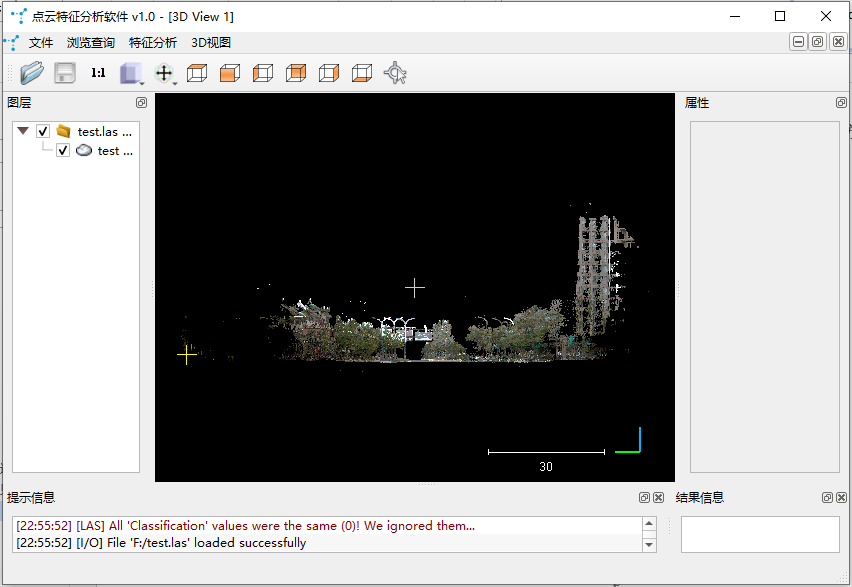 点云特征分析软件 v1.0 - [3D View 1]
文件 浏览查询 特征分析 3D视图
1:1
图层
属性
test.las ...
test ...
30
提示信息
结果信息
[22:55:52] [LAS] All 'Classification' values were the same (0)! We ignored them...
[22:55:52] [I/O] File 'F:/test.las' loaded successfully